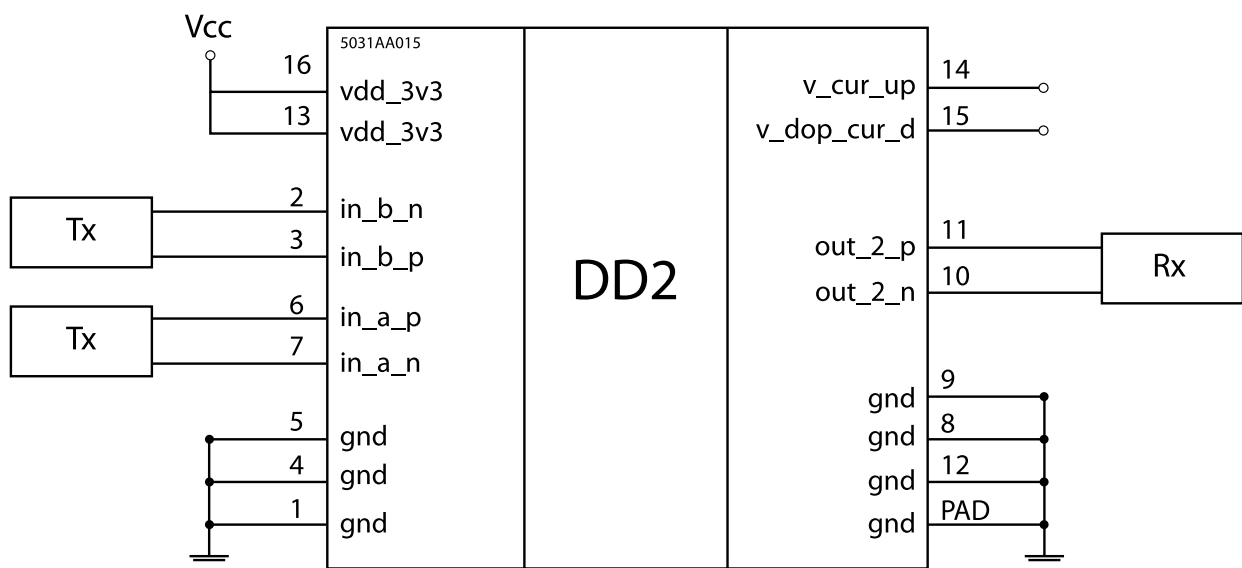 Vcc
5031AA015
16 vdd_3v3
13 vdd_3v3
2 in_b_n
3 in_b_p
Tx
6 in_a_p
7 in_a_n
Tx
5 gnd
4 gnd
1 gnd
DD2
v_cur_up 14
v_dop_cur_d 15
out_2_p 11
out_2_n 10
Rx
gnd 9
gnd 8
gnd 12
gnd PAD